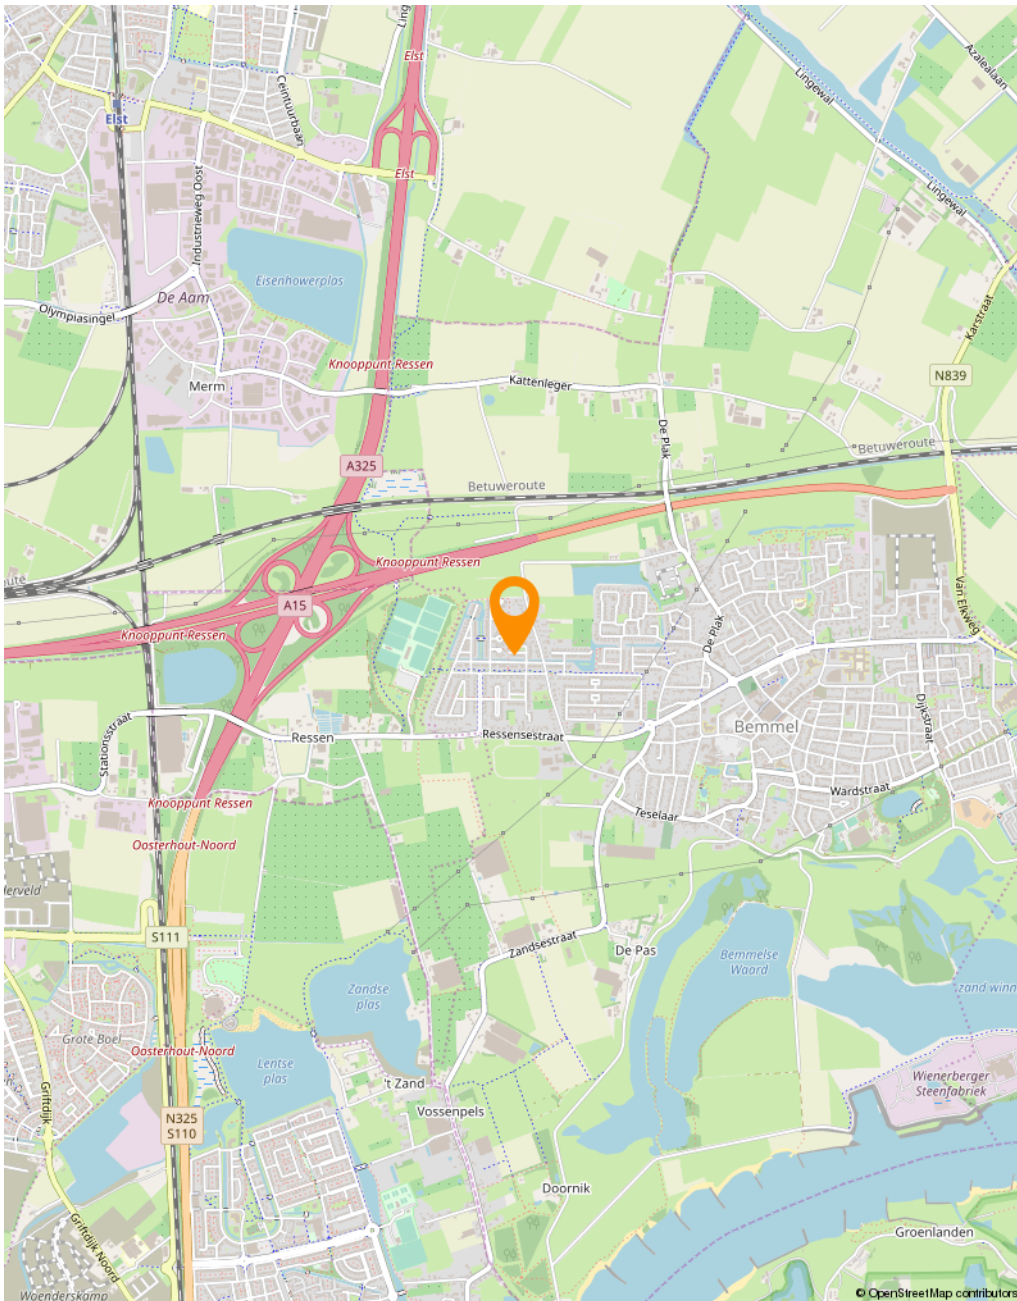 Elst
Ling
Azalealaan
Lingewal
Ceintuurbaan
Elst
Elst
Lingewal
Industrieweg Oost
Eisenhowerplas
De Aam
Olympiasingel
Karstraat
Knooppunt Ressen
N839
Merm
Kattenleger
De Plak
A325
Betuweroute
Betuweroute
Knooppunt Ressen
oute
A15
Van Elkweg
Knooppunt Ressen
De Plak
Stationsstraat
Ressen
Ressensestraat
Bemmel
Dijkstraat
Wardstraat
Knooppunt Ressen
Teselaar
Oosterhout-Noord
derveld
S111
Zandsestraat
De Pas
Bemmelse
Waard
Zandse
plas
zand winn
Grote Boel
Oosterhout-Noord
Lentse
plas
't Zand
Wienerberger
Steenfabriek
Griftdijk
Vossenpels
N325
S110
Doornik
Griftdijk Noord
Groenlanden
Woenderskamp
© OpenStreetMap contributors